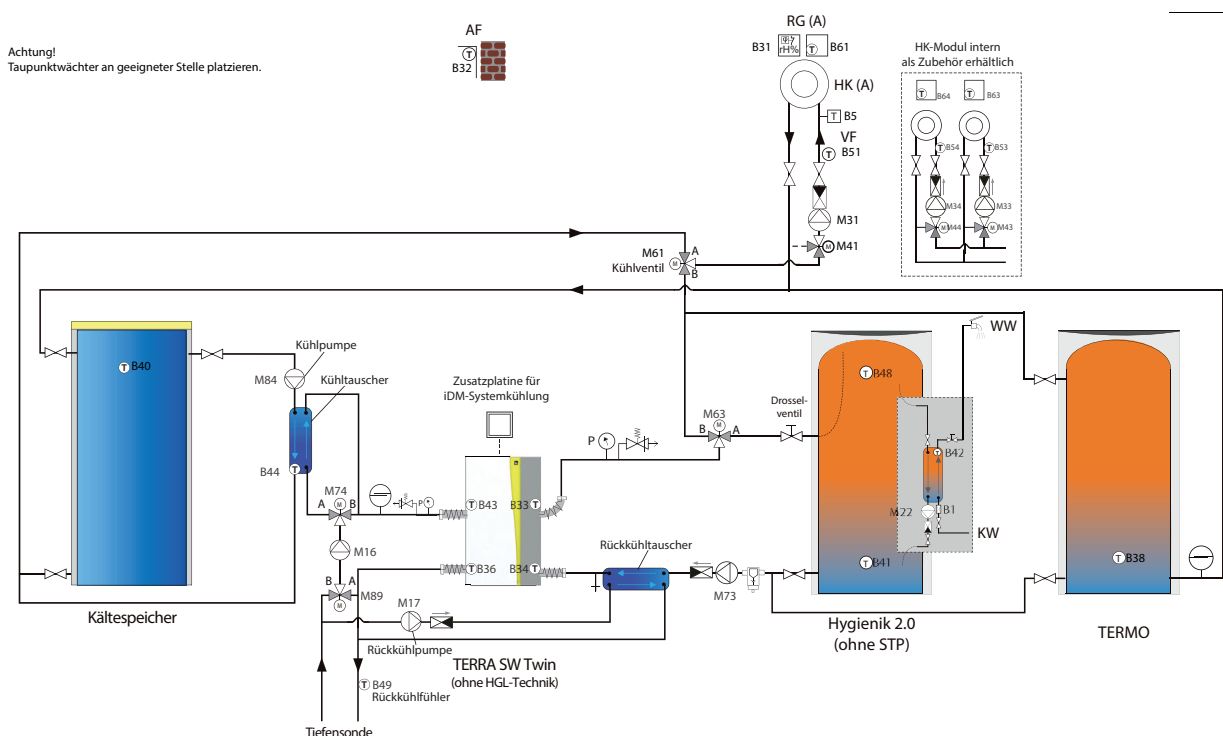 Achtung!
Taupunktwächter an geeigneter Stelle platzieren.
AF
T
B32
RG (A)
B31
rH%
T
B61
HK (A)
T
B5
VF
T
B51
M31
M
M41
HK-Modul intern
als Zubehör erhältlich
T
B64
T
B63
T
B54
T
B53
M34
M33
M
M44
M
M43
M61
Kühlventil
M
A
B
T
B40
Kühlpumpe
M84
Kühltauscher
B44
T
Zusatzplatine für
iDM-Systemkühlung
M74
M
A
B
P
T
B43
B33
T
P
M63
M
B
A
Drossel-
ventil
T
B48
WW
T
B42
M22
B1
KW
T
B41
T
B38
M16
B
A
M
M89
T
B36
B34
T
Rückkühltauscher
M73
M17
Rückkühlpumpe
Kältespeicher
TERRA SW Twin
(ohne HGL-Technik)
Hygienik 2.0
(ohne STP)
TERMO
T
B49
Rückkühlfühler
Tiefensonde